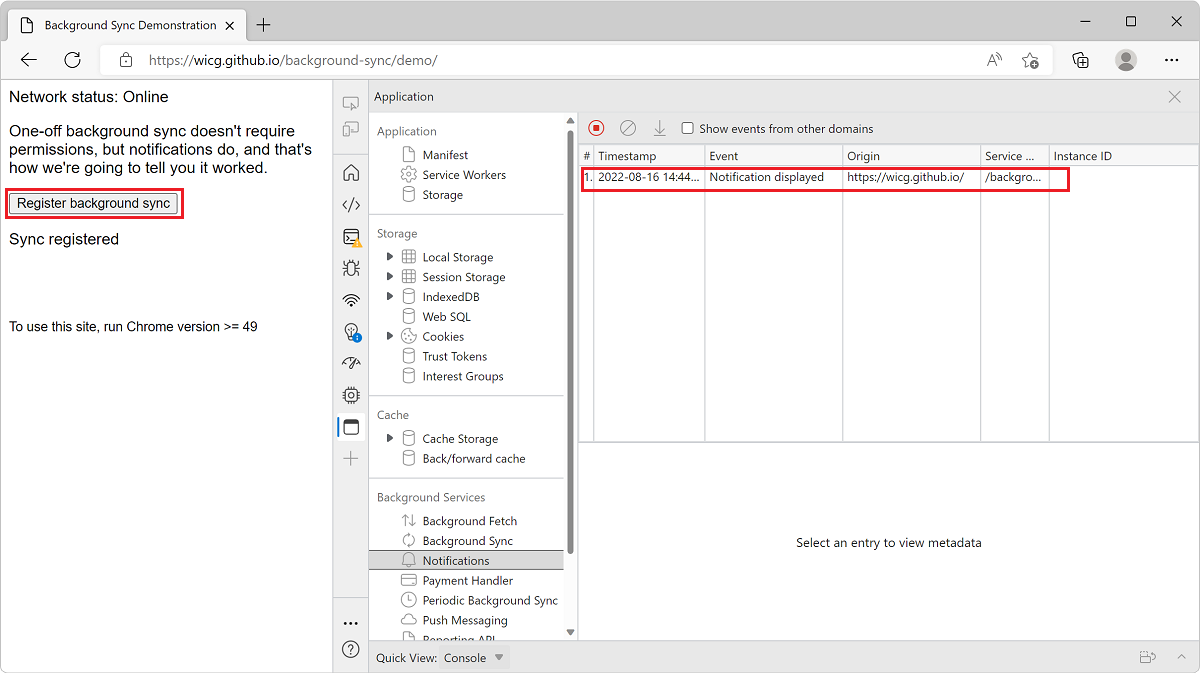 Background Sync Demonstration
https://wicg.github.io/background-sync/demo/
Network status: Online
One-off background sync doesn't require
permissions, but notifications do, and that's
how we're going to tell you it worked.
Register background sync
Sync registered
To use this site, run Chrome version >= 49
Application
Application
Manifest
Service Workers
Storage
Storage
Local Storage
Session Storage
IndexedDB
Web SQL
Cookies
Trust Tokens
Interest Groups
Cache
Cache Storage
Back/forward cache
Background Services
Background Fetch
Background Sync
Notifications
Payment Handler
Periodic Background Sync
Push Messaging
Reporting API
Show events from other domains
# Timestamp Event Origin Service ... Instance ID
1. 2022-08-16 14:44... Notification displayed https://wicg.github.io/ /backgro...
Select an entry to view metadata
Quick View: Console